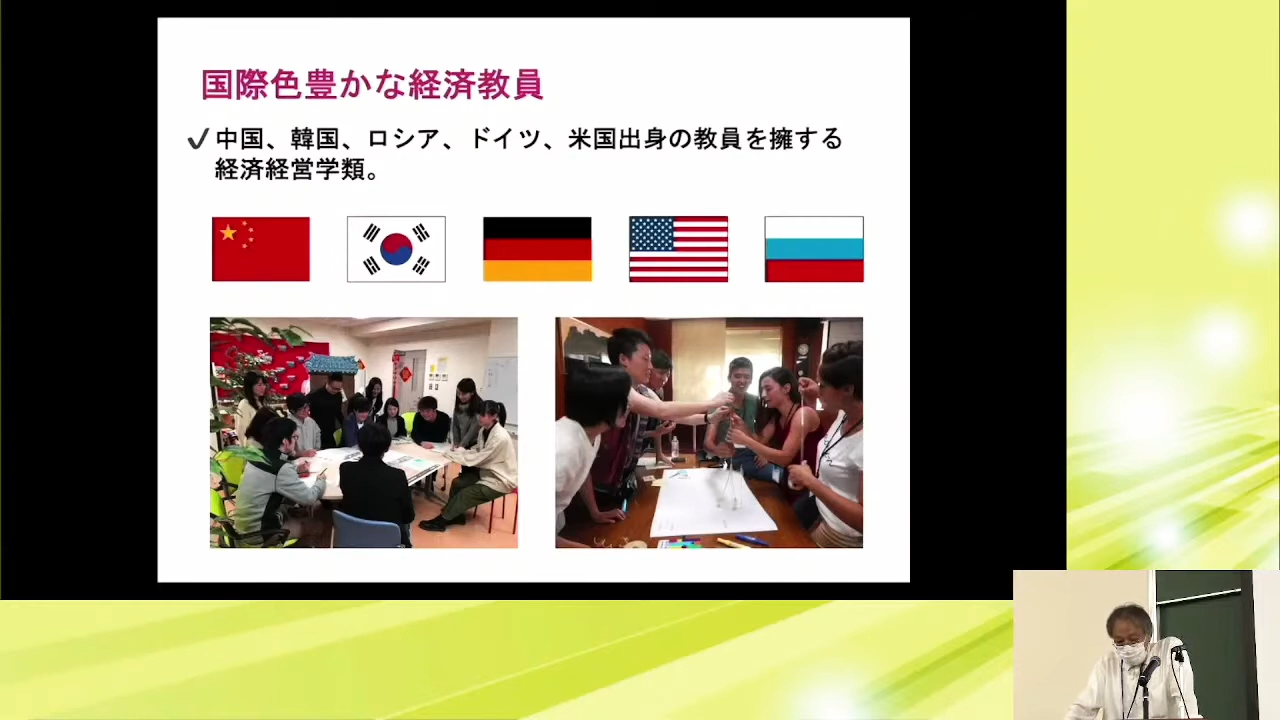 国際色豊かな経済教員
✓中国、韓国、ロシア、ドイツ、米国出身の教員を擁する
経済経営学類。